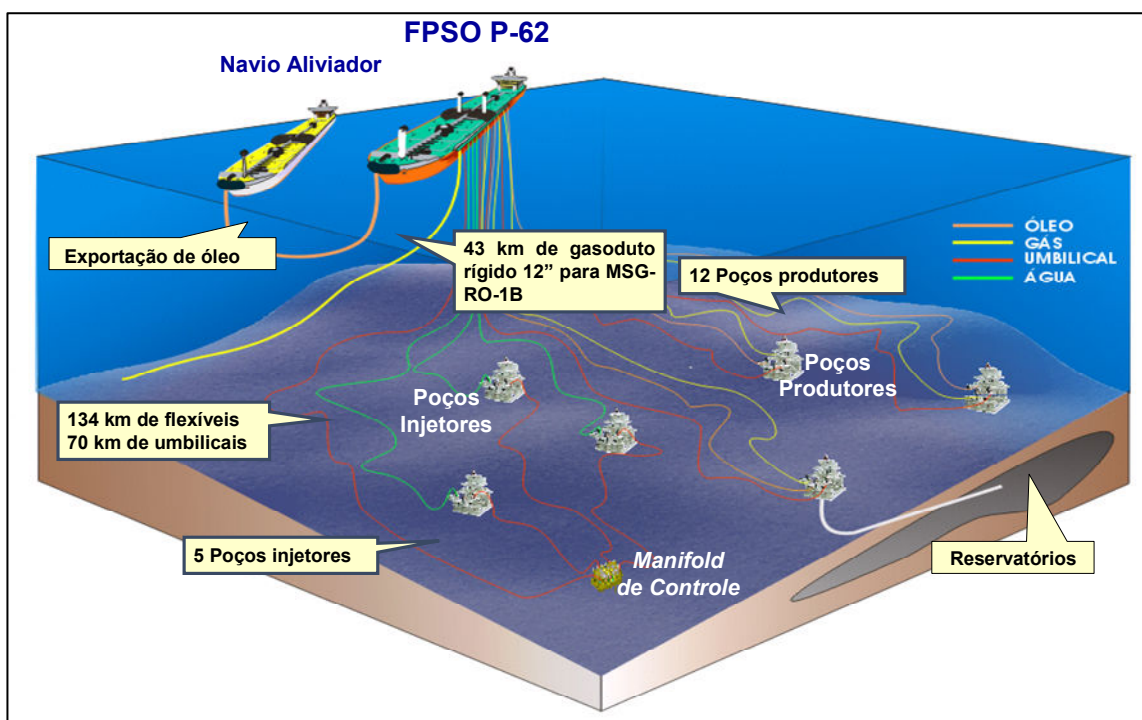 FPSO P-62
Navio Aliviador
Exportação de óleo
43 km de gasoduto
rígido 12” para MSG-
RO-1B
12 Poços produtores
ÓLEO
GÁS
UMBILICAL
ÁGUA
Poços
Injetores
Poços
Produtores
134 km de flexíveis
70 km de umbilicais
5 Poços injetores
Manifold
de Controle
Reservatórios